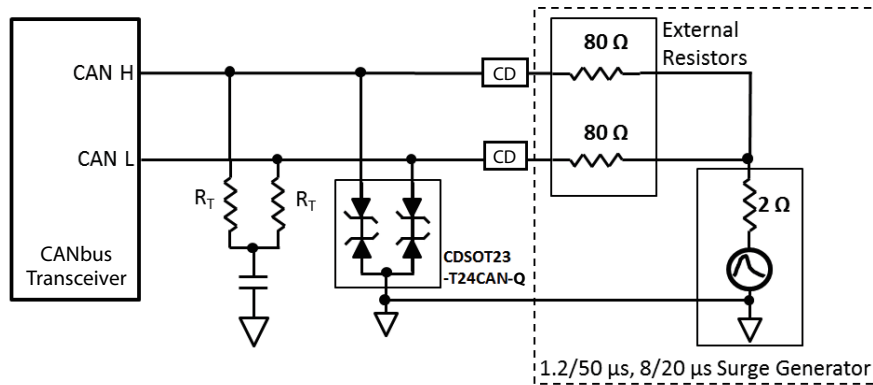 CAN H
CAN L
CANbus
Transceiver
R_T
R_T
CD
CD
CDSOT23
-T24CAN-Q
80 Ω
80 Ω
External
Resistors
2 Ω
1.2/50 µs, 8/20 µs Surge Generator